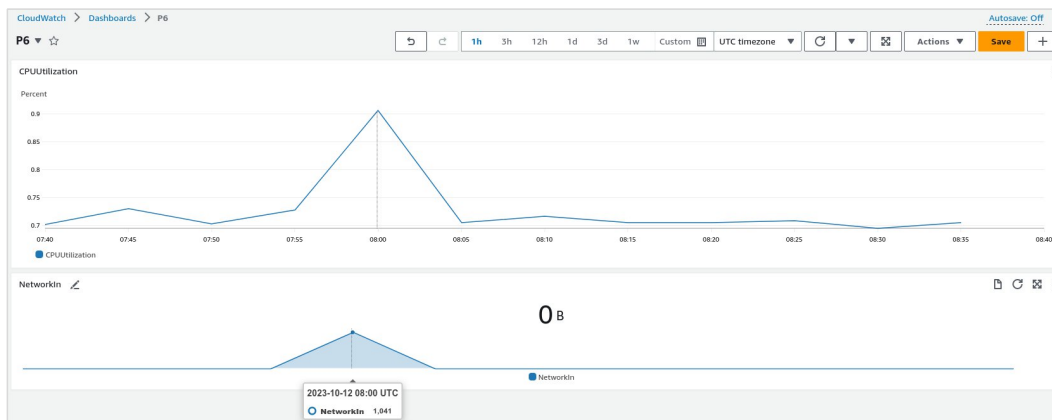 CloudWatch > Dashboards > P6 Autosave: Off
P6 1h 3h 12h 1d 3d 1w Custom UTC timezone Actions Save +
CPUUtilization
Percent
0.9
0.85
0.8
0.75
0.7
07:40 07:45 07:50 07:55 08:00 08:05 08:10 08:15 08:20 08:25 08:30 08:35 08:40
CPUUtilization
NetworkIn
0 B
NetworkIn
2023-10-12 08:00 UTC
NetworkIn 1,041